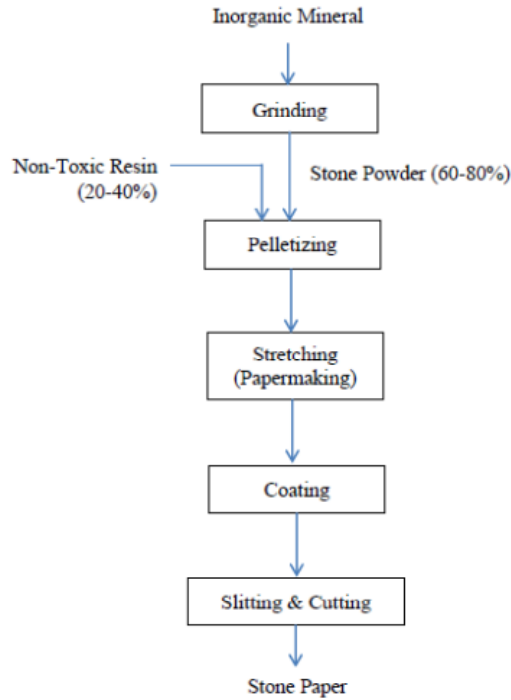 Inorganic Mineral
Grinding
Non-Toxic Resin
(20-40%)
Stone Powder (60-80%)
Pelletizing
Stretching
(Papermaking)
Coating
Slitting & Cutting
Stone Paper